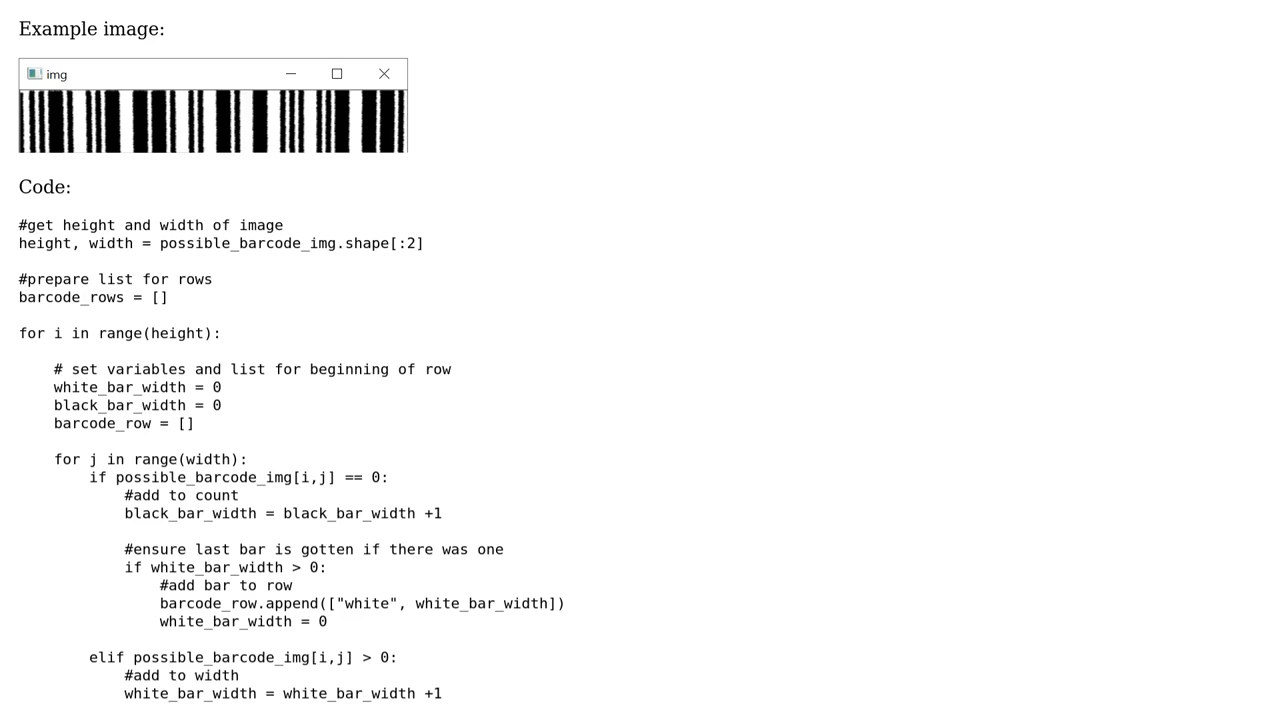 Example image:
img
Code:
#get height and width of image
height, width = possible_barcode_img.shape[:2]
#prepare list for rows
barcode_rows = []
for i in range(height):
    # set variables and list for beginning of row
    white_bar_width = 0
    black_bar_width = 0
    barcode_row = []
    for j in range(width):
        if possible_barcode_img[i,j] == 0:
            #add to count
            black_bar_width = black_bar_width +1
            #ensure last bar is gotten if there was one
            if white_bar_width > 0:
                #add bar to row
                barcode_row.append(["white", white_bar_width])
                white_bar_width = 0
        elif possible_barcode_img[i,j] > 0:
            #add to width
            white_bar_width = white_bar_width +1